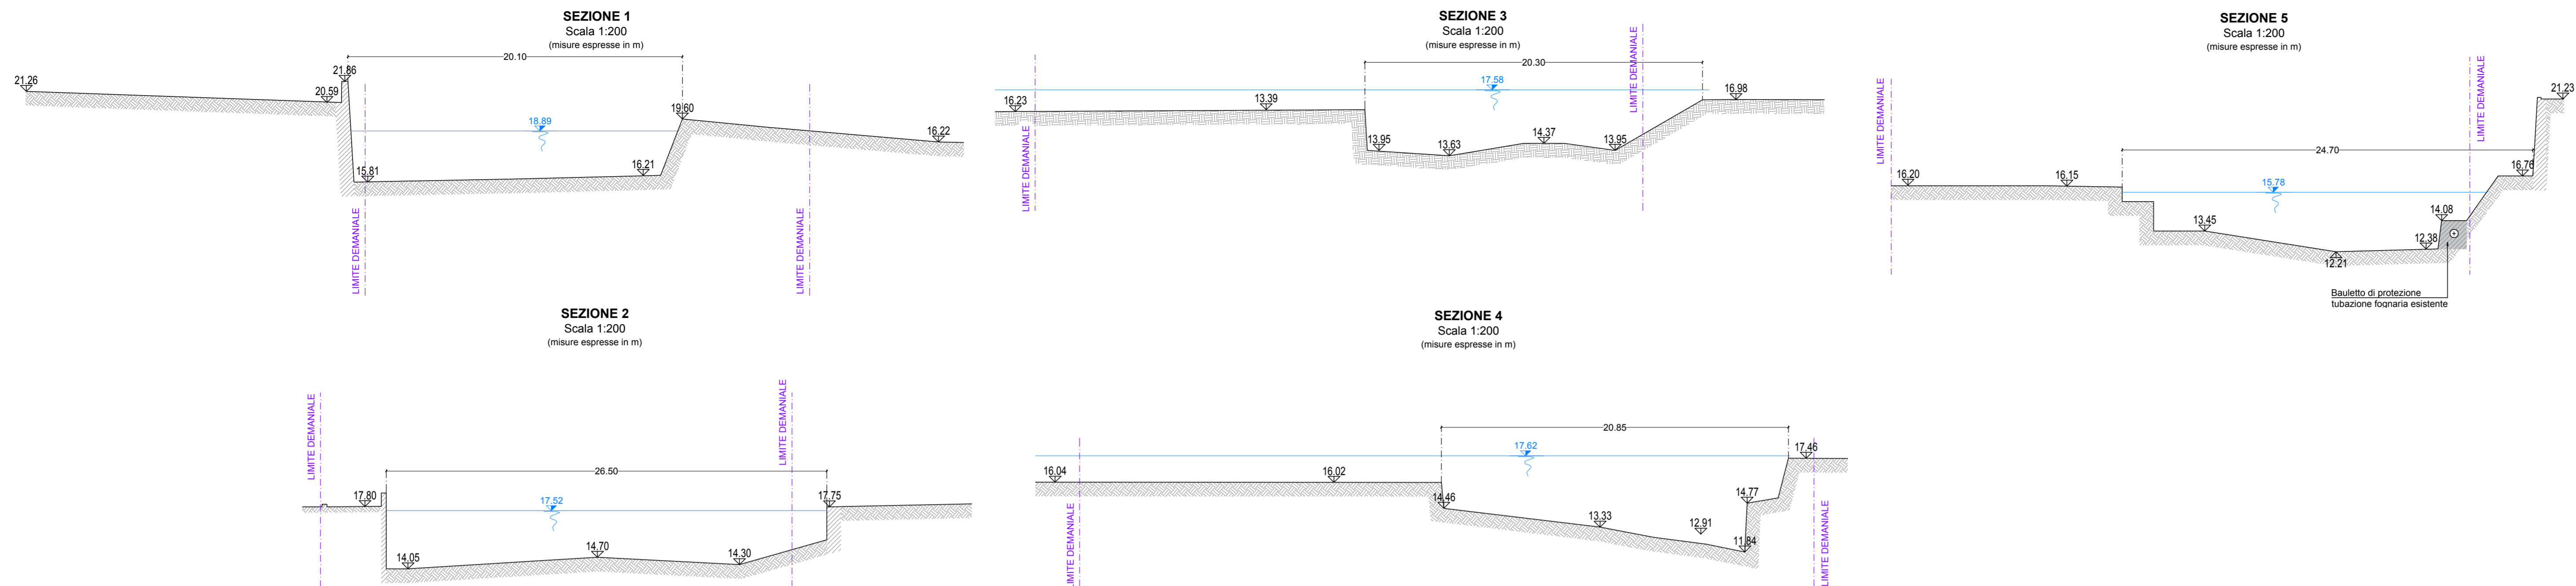 SEZIONE 1
Scala 1:200
(misure espresse in m)
20.10
21.26
20.59
21.86
18.89
19.60
16.22
15.81
16.21
LIMITE DEMANIALE
LIMITE DEMANIALE
SEZIONE 3
Scala 1:200
(misure espresse in m)
20.30
17.58
16.23
13.39
16.98
13.95
13.63
14.37
13.95
LIMITE DEMANIALE
LIMITE DEMANIALE
SEZIONE 5
Scala 1:200
(misure espresse in m)
24.70
21.23
16.20
16.15
15.78
16.76
14.08
13.45
12.38
12.21
LIMITE DEMANIALE
LIMITE DEMANIALE
Bauletto di protezione
tubazione fognaria esistente
SEZIONE 2
Scala 1:200
(misure espresse in m)
26.50
17.80
17.52
17.75
14.05
14.70
14.30
LIMITE DEMANIALE
LIMITE DEMANIALE
SEZIONE 4
Scala 1:200
(misure espresse in m)
20.85
17.62
17.46
16.04
16.02
14.46
14.77
13.33
12.91
11.84
LIMITE DEMANIALE
LIMITE DEMANIALE